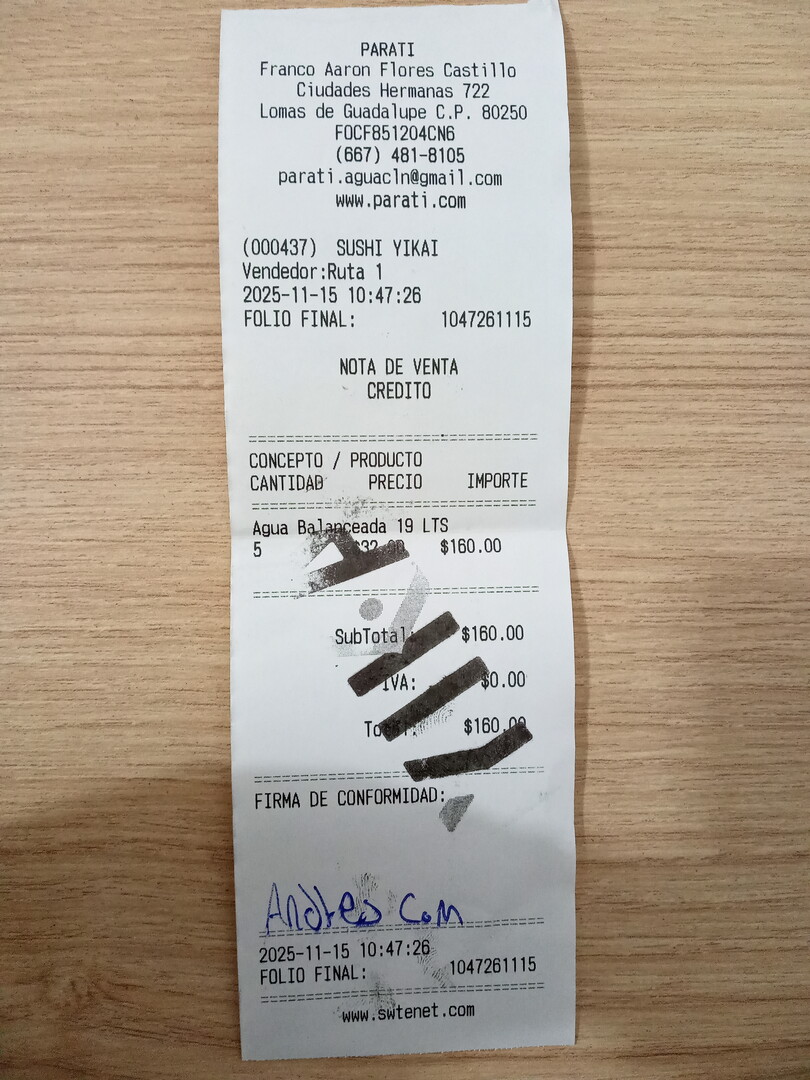 PARATI
Franco Aaron Flores Castillo
Ciudades Hermanas 722
Lomas de Guadalupe C.P. 80250
FOCF851204CN6
(667) 481-8105
parati.aguacln@gmail.com
www.parati.com
(000437) SUSHI YIKAI
Vendedor:Ruta 1
2025-11-15 10:47:26
FOLIO FINAL: 1047261115
NOTA DE VENTA
CREDITO
CONCEPTO / PRODUCTO
CANTIDAD PRECIO IMPORTE
Agua Balanceada 19 LTS
5 $32.00 $160.00
SubTotal: $160.00
IVA: $0.00
Total: $160.00
FIRMA DE CONFORMIDAD:
2025-11-15 10:47:26
FOLIO FINAL: 1047261115
www.swtenet.com